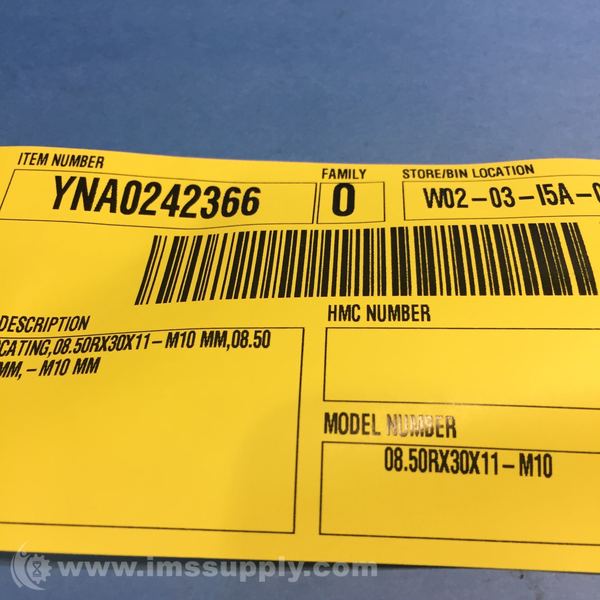 ITEM NUMBER
FAMILY
STORE/BIN LOCATION
YNA0242366
0
W02-03-I5A-0
DESCRIPTION
CATING,08.50RX30X11-M10 MM,08.50
MM,-M10 MM
HMC NUMBER
MODEL NUMBER
08.50RX30X11-M10
www.imssupply.com